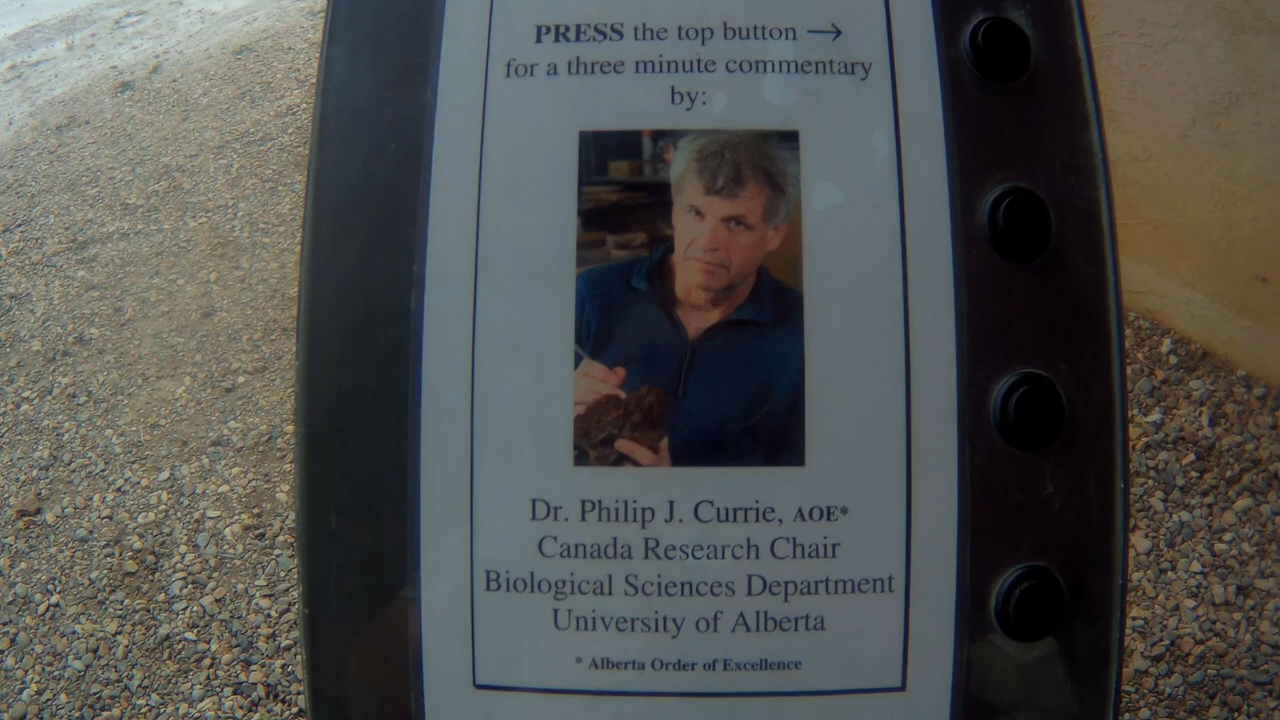 PRESS the top button →
for a three minute commentary
by:
Dr. Philip J. Currie, AOE*
Canada Research Chair
Biological Sciences Department
University of Alberta
* Alberta Order of Excellence